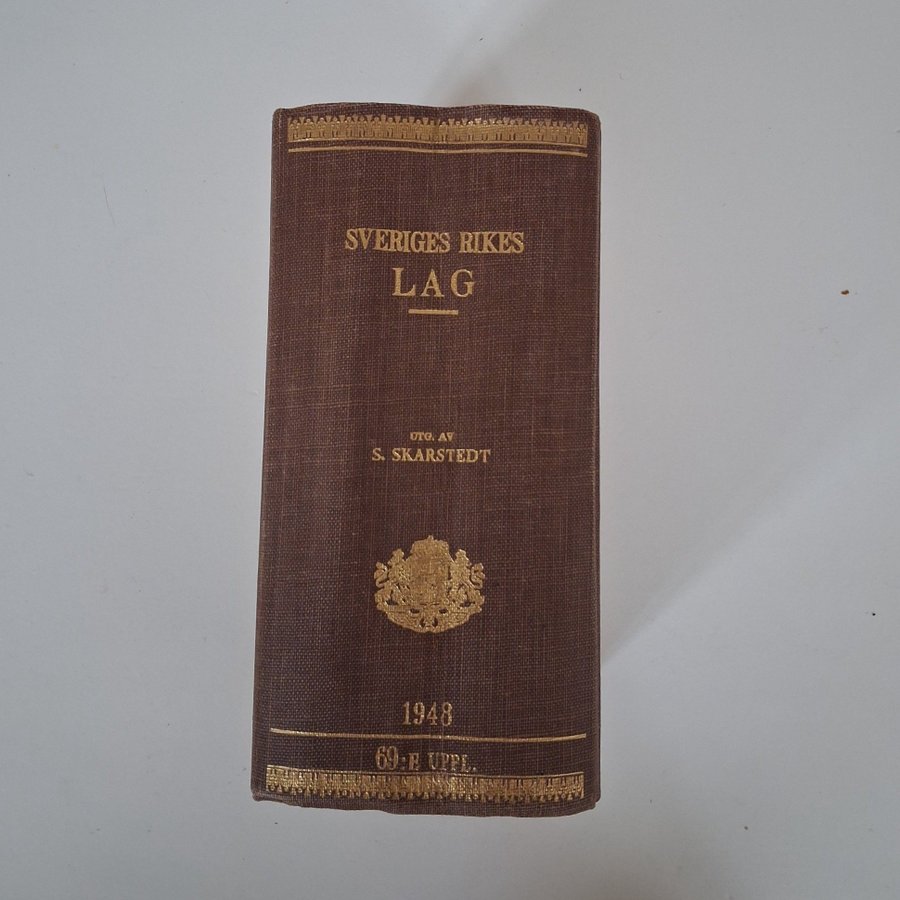 SVERIGES RIKES
LAG
UTG. AV
S. SKARSTEDT
1948
69:E UPPL.